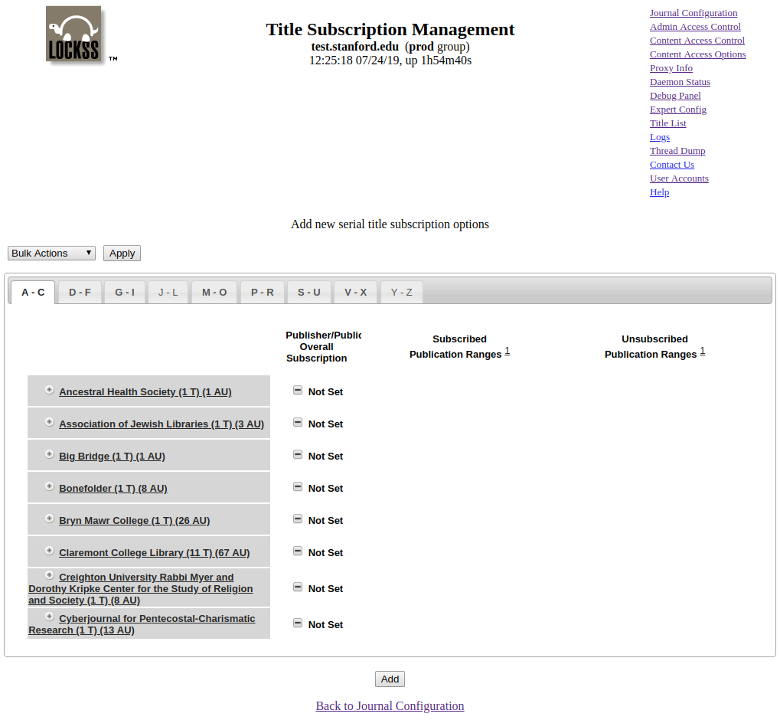 LOCKSS
TM
Title Subscription Management
test.stanford.edu (prod group)
12:25:18 07/24/19, up 1h54m40s
Journal Configuration
Admin Access Control
Content Access Control
Content Access Options
Proxy Info
Daemon Status
Debug Panel
Expert Config
Title List
Logs
Thread Dump
Contact Us
User Accounts
Help
Add new serial title subscription options
Bulk Actions Apply
A - C D - F G - I J - L M - O P - R S - U V - X Y - Z
Publisher/Public
Overall
Subscription
Subscribed
Publication Ranges 1
Unsubscribed
Publication Ranges 1
Ancestral Health Society (1 T) (1 AU) Not Set
Association of Jewish Libraries (1 T) (3 AU) Not Set
Big Bridge (1 T) (1 AU) Not Set
Bonefolder (1 T) (8 AU) Not Set
Bryn Mawr College (1 T) (26 AU) Not Set
Claremont College Library (11 T) (67 AU) Not Set
Creighton University Rabbi Myer and
Dorothy Kripke Center for the Study of Religion
and Society (1 T) (8 AU) Not Set
Cyberjournal for Pentecostal-Charismatic
Research (1 T) (13 AU) Not Set
Add
Back to Journal Configuration